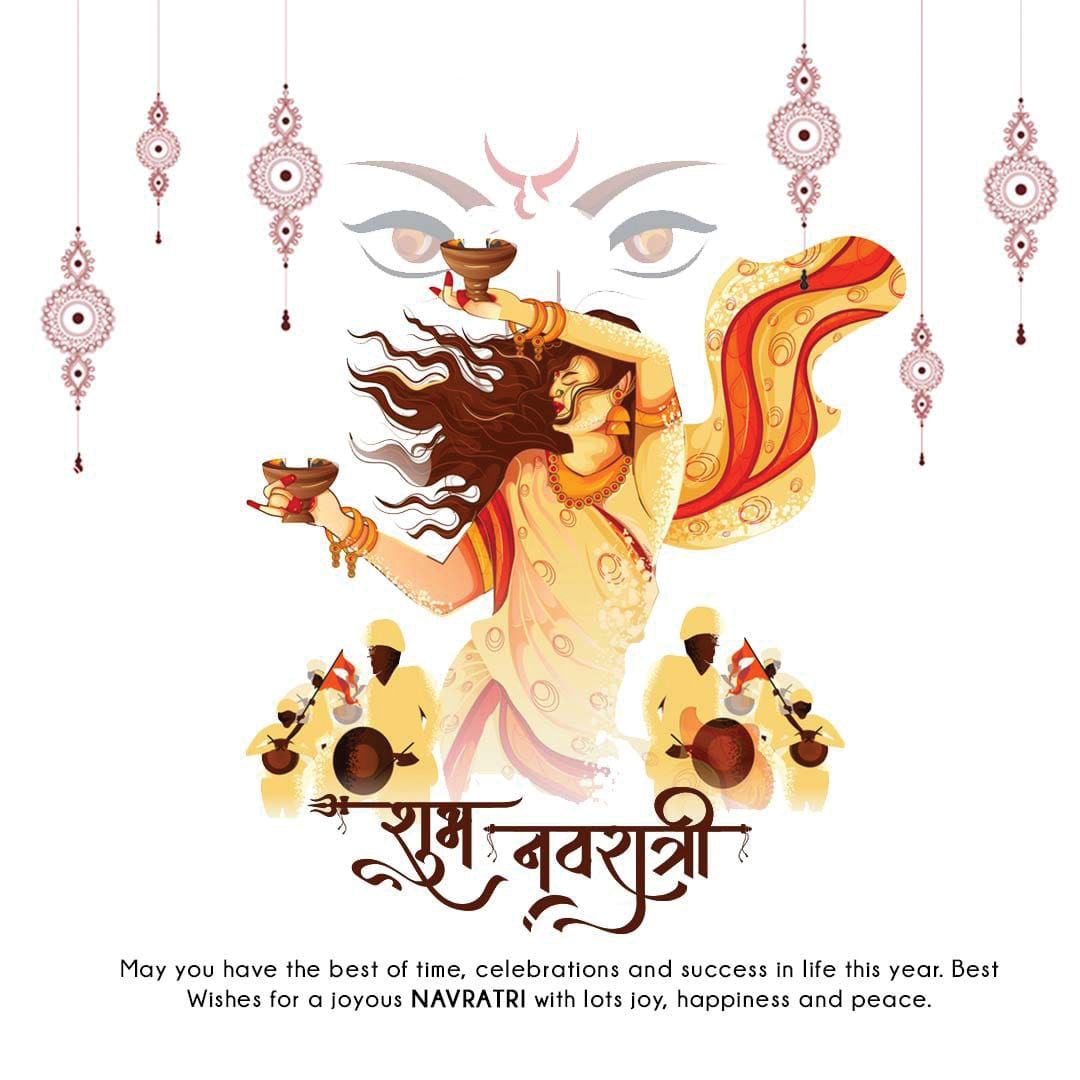 शुभ नवरात्री
May you have the best of time, celebrations and success in life this year. Best
Wishes for a joyous NAVRATRI with lots joy, happiness and peace.